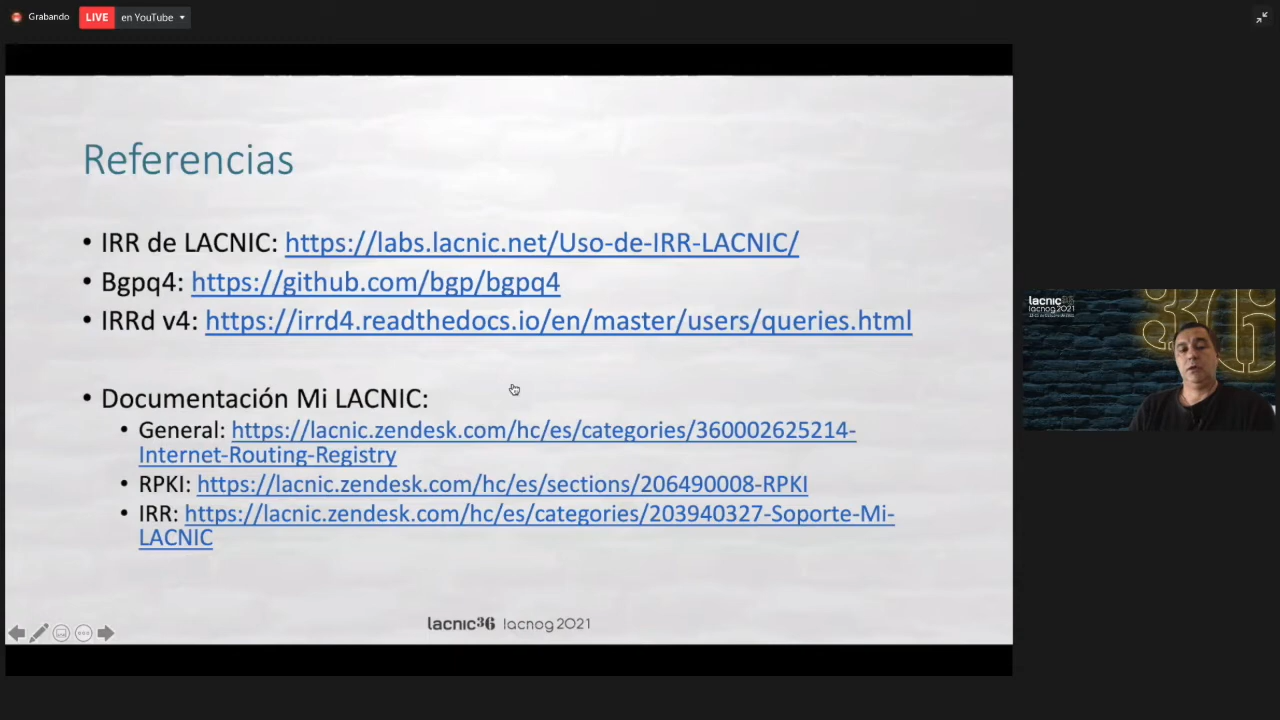 Grabando
LIVE en YouTube
Referencias
• IRR de LACNIC: https://labs.lacnic.net/Uso-de-IRR-LACNIC/
• Bgpq4: https://github.com/bgp/bgpq4
• IRRd v4: https://irrd4.readthedocs.io/en/master/users/queries.html
• Documentación Mi LACNIC:
• General: https://lacnic.zendesk.com/hc/es/categories/360002625214-
Internet-Routing-Registry
• RPKI: https://lacnic.zendesk.com/hc/es/sections/206490008-RPKI
• IRR: https://lacnic.zendesk.com/hc/es/categories/203940327-Soporte-Mi-
LACNIC
lacnic36 lacnog 2021
lacnic36
lacnog2021
36